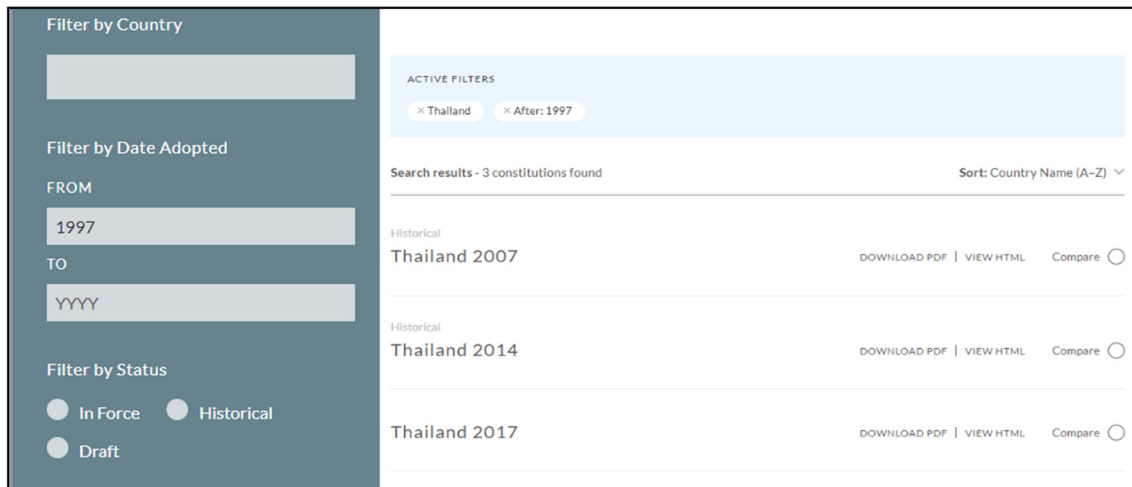 Filter by Country
Filter by Date Adopted
FROM
1997
TO
YYYY
Filter by Status
In Force
Historical
Draft
ACTIVE FILTERS
× Thailand × After: 1997
Search results - 3 constitutions found
Sort: Country Name (A–Z)
Historical
Thailand 2007
DOWNLOAD PDF | VIEW HTML
Compare
Historical
Thailand 2014
DOWNLOAD PDF | VIEW HTML
Compare
Thailand 2017
DOWNLOAD PDF | VIEW HTML
Compare